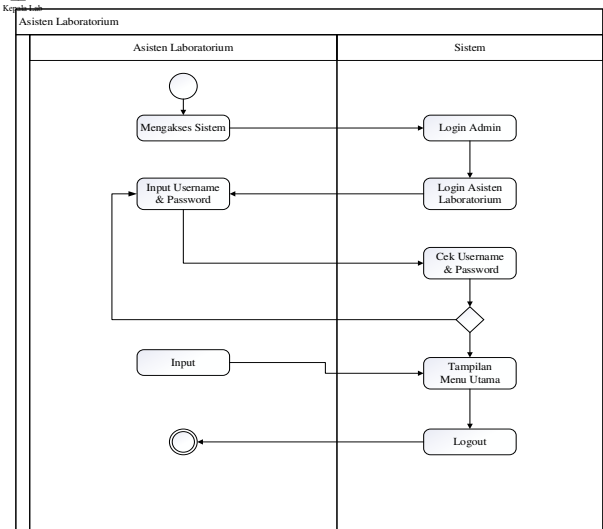 Kepala Lab
Asisten Laboratorium
Asisten Laboratorium
Sistem
Mengakses Sistem
Login Admin
Input Username
& Password
Login Asisten
Laboratorium
Cek Username
& Password
Input
Tampilan
Menu Utama
Logout